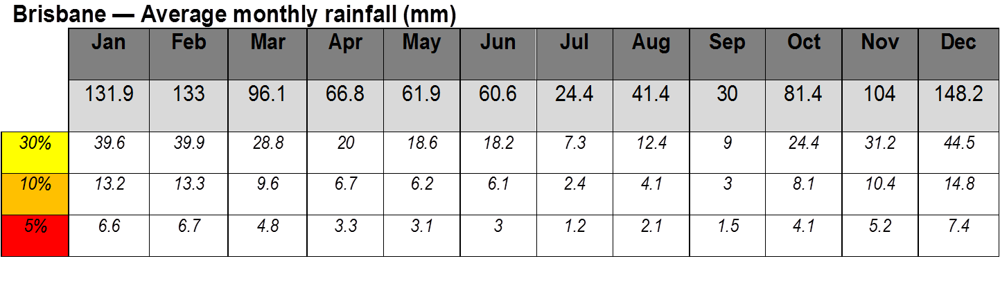 Brisbane — Average monthly rainfall (mm)
Jan Feb Mar Apr May Jun Jul Aug Sep Oct Nov Dec
131.9 133 96.1 66.8 61.9 60.6 24.4 41.4 30 81.4 104 148.2
30% 39.6 39.9 28.8 20 18.6 18.2 7.3 12.4 9 24.4 31.2 44.5
10% 13.2 13.3 9.6 6.7 6.2 6.1 2.4 4.1 3 8.1 10.4 14.8
5% 6.6 6.7 4.8 3.3 3.1 3 1.2 2.1 1.5 4.1 5.2 7.4